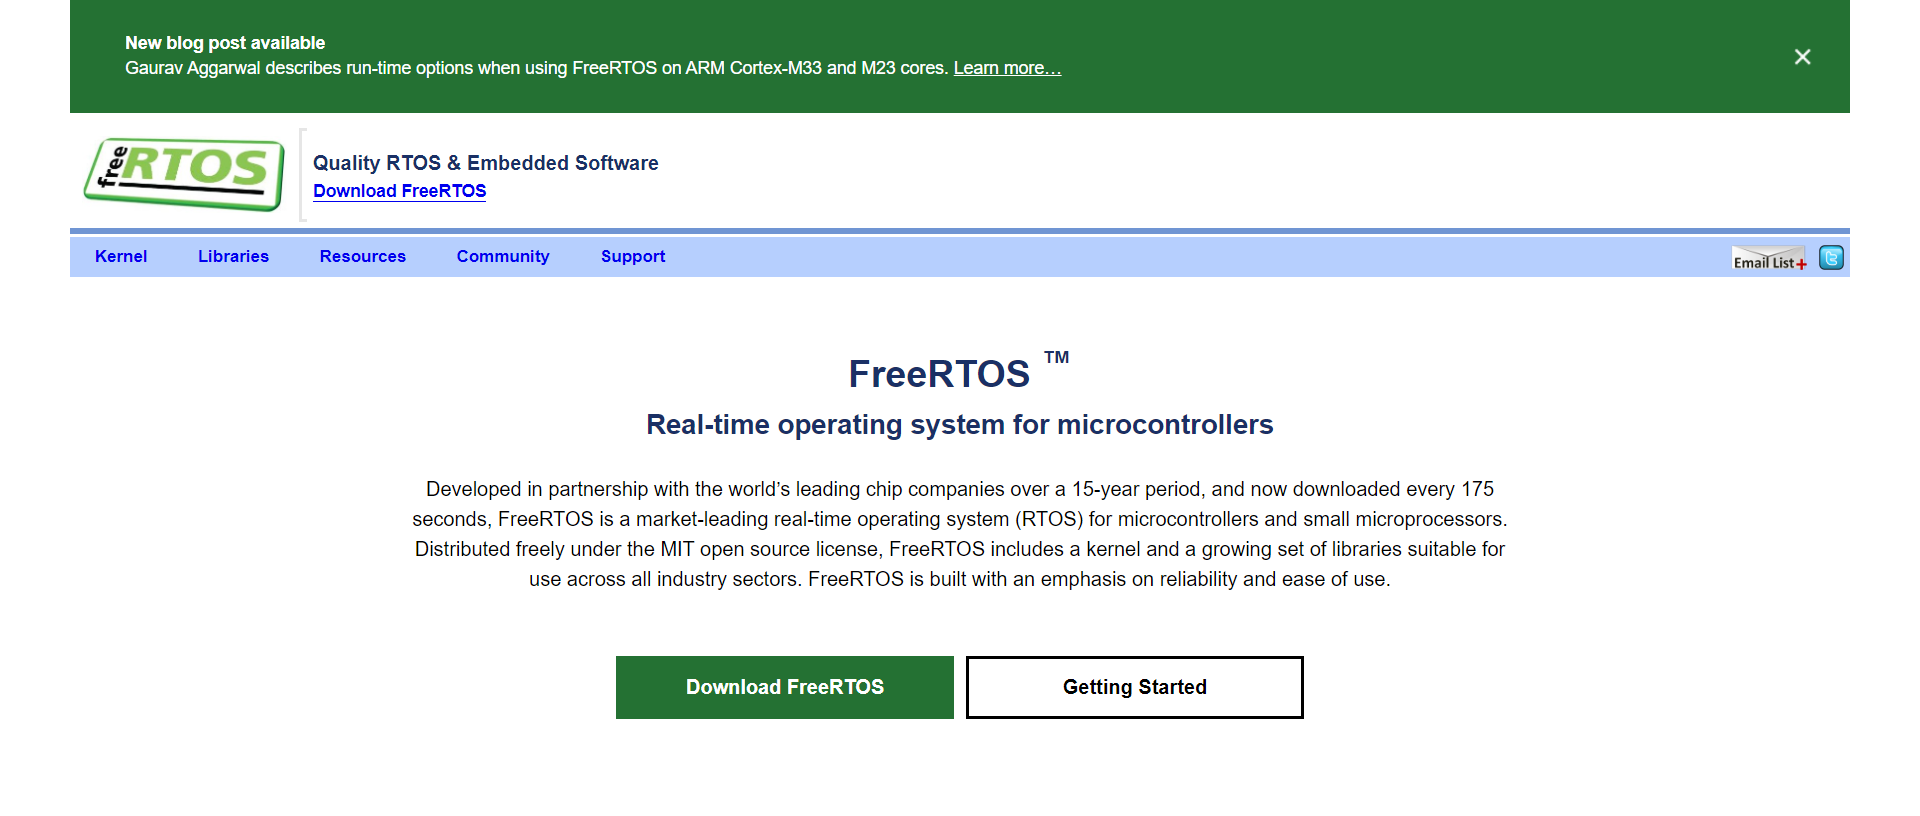 New blog post available
Gaurav Aggarwal describes run-time options when using FreeRTOS on ARM Cortex-M33 and M23 cores. Learn more…
free RTOS
Quality RTOS & Embedded Software
Download FreeRTOS
Kernel Libraries Resources Community Support Email List+
FreeRTOS TM
Real-time operating system for microcontrollers
Developed in partnership with the world’s leading chip companies over a 15-year period, and now downloaded every 175
seconds, FreeRTOS is a market-leading real-time operating system (RTOS) for microcontrollers and small microprocessors.
Distributed freely under the MIT open source license, FreeRTOS includes a kernel and a growing set of libraries suitable for
use across all industry sectors. FreeRTOS is built with an emphasis on reliability and ease of use.
Download FreeRTOS Getting Started